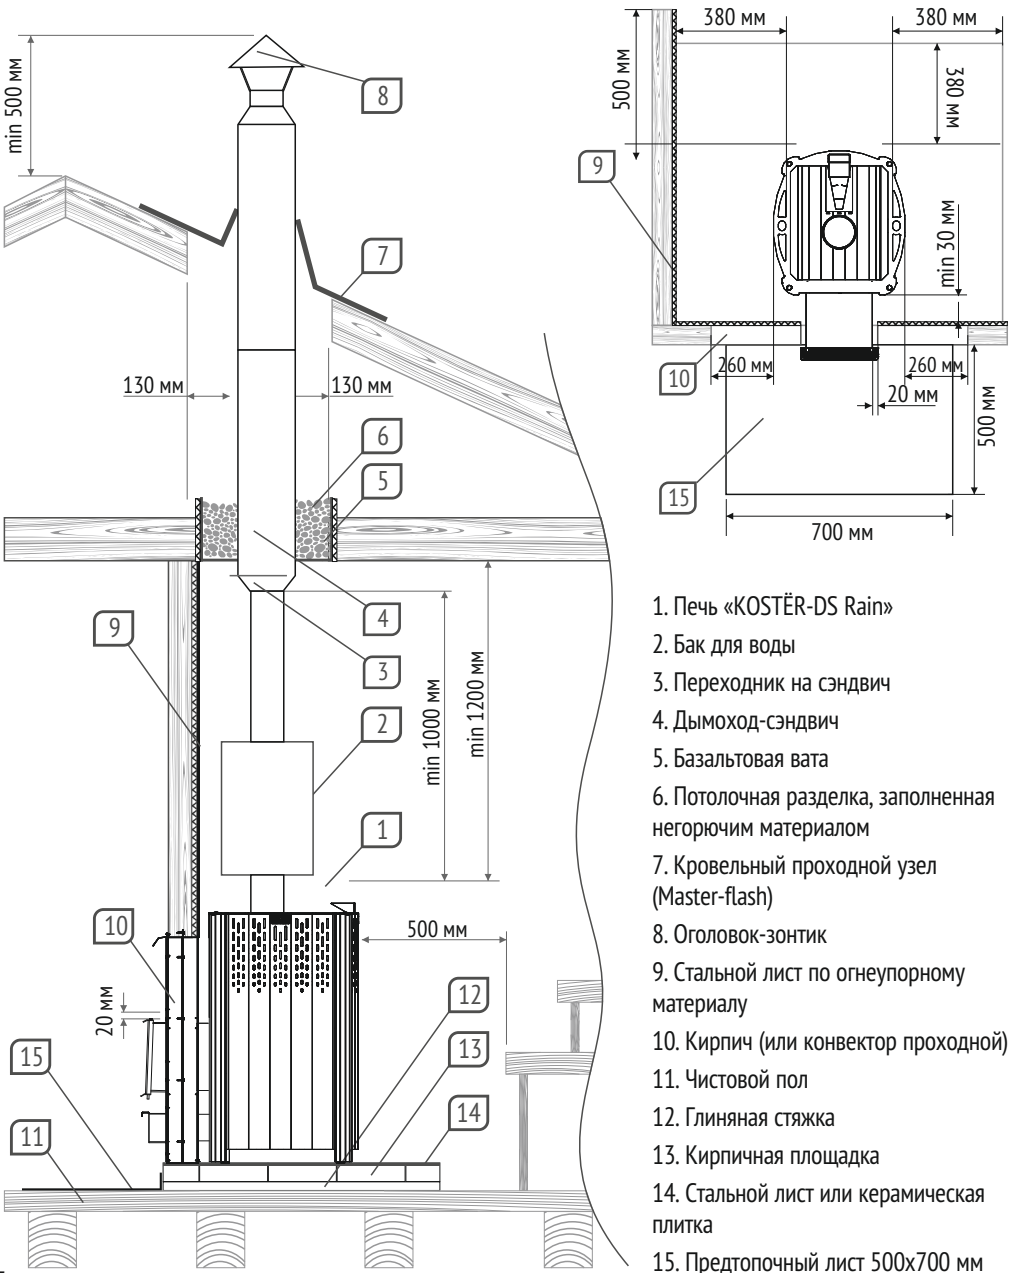 min 500 мм
8
7
130 мм
130 мм
6
5
4
3
2
9
min 1000 мм
min 1200 мм
1
10
500 мм
20 мм
12
13
14
15
11
380 мм
380 мм
500 мм
380 мм
9
min 30 мм
10
260 мм
260 мм
20 мм
500 мм
15
700 мм
1. Печь «KOSTЁR-DS Rain»
2. Бак для воды
3. Переходник на сэндвич
4. Дымоход-сэндвич
5. Базальтовая вата
6. Потолочная разделка, заполненная
негорючим материалом
7. Кровельный проходной узел
(Master-flash)
8. Оголовок-зонтик
9. Стальной лист по огнеупорному
материалу
10. Кирпич (или конвектор проходной)
11. Чистовой пол
12. Глиняная стяжка
13. Кирпичная площадка
14. Стальной лист или керамическая
плитка
15. Предтопочный лист 500х700 мм